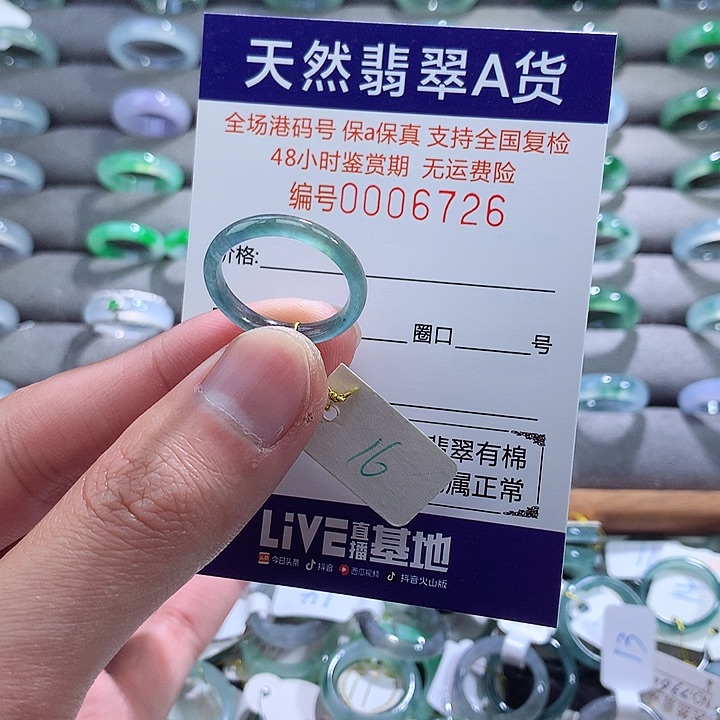 天然翡翠A货
全场港码号 保a保真 支持全国复检
48小时鉴赏期 无运费险
编号0006726
价格:
圈口 号
16
翡翠有棉
属正常
LiVE直播基地
今日头条 抖音 西瓜视频 抖音火山版
13